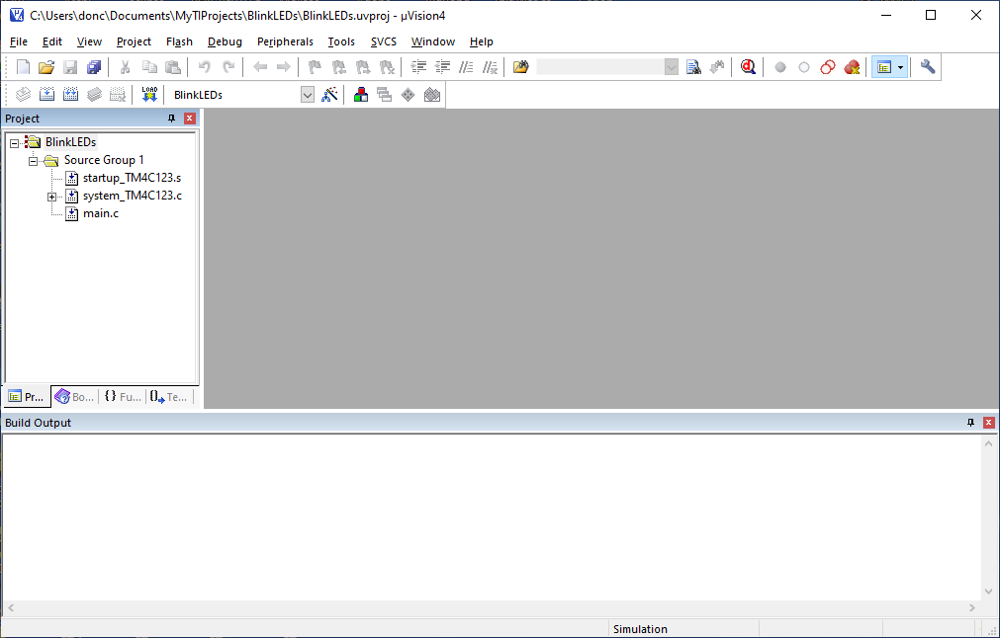 C:\Users\donc\Documents\MyTIProjects\BlinkLEDs\BlinkLEDs.uvproj - µVision4
File Edit View Project Flash Debug Peripherals Tools SVCS Window Help
LOAD BlinkLEDs
Project
BlinkLEDs
Source Group 1
startup_TM4C123.s
system_TM4C123.c
main.c
Pr... Bo... {} Fu... 0 Te...
Build Output
Simulation